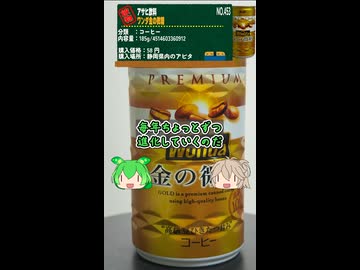 アサヒ飲料
ワンダ金の微糖
NO.453
分類 : コーヒー
内容量 : 185g/4514603360912
購入価格 : 58 円
購入場所 : 静岡県内のアピタ
PREMIUM
毎年ちょっとずつ
進化していくのだ
Wonda
金の微
GOLD is a premium canned coffee
using high-quality beans
コーヒー